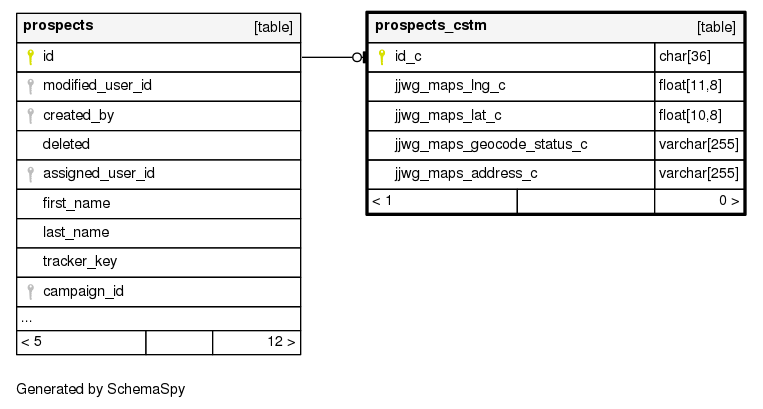 prospects [table]
id
modified_user_id
created_by
deleted
assigned_user_id
first_name
last_name
tracker_key
campaign_id
...
< 5 12 >
prospects_cstm [table]
id_c char[36]
jjwg_maps_lng_c float[11,8]
jjwg_maps_lat_c float[10,8]
jjwg_maps_geocode_status_c varchar[255]
jjwg_maps_address_c varchar[255]
< 1 0 >
Generated by SchemaSpy